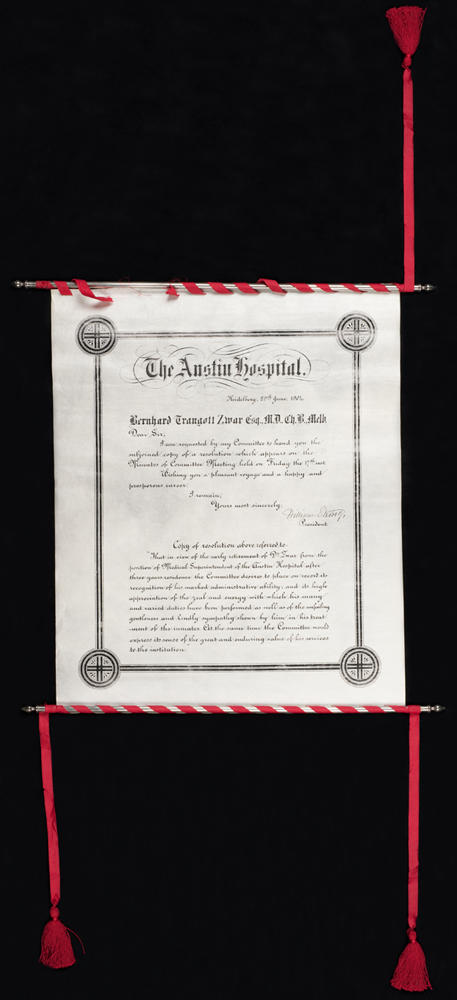 The Austin Hospital.
Heidelberg, 20th June,
Bernhard Traugott Zwar Esq., M.D. Ch.B. Melb
Dear Sir,
I am requested by my Committee to hand you the
subjoined copy of a resolution which appears on the
Minutes of Committee Meeting held on Friday the 17th inst
Wishing you a pleasant voyage and a happy and
prosperous career.
I remain,
Yours most sincerely,
William
President
Copy of resolution above referred to
"That in view of the early retirement of Dr. Zwar from the
position of Medical Superintendent of the Austin Hospital after
three years residence the Committee desires to place on record its
recognition of his marked administrative ability, and its high
appreciation of the zeal and energy with which his many
and varied duties have been performed as well as of the unfailing
gentleness and kindly sympathy shown by him in his treat
-ment of the inmates. At the same time the Committee would
express its sense of the great and enduring value of his services
to the institution.